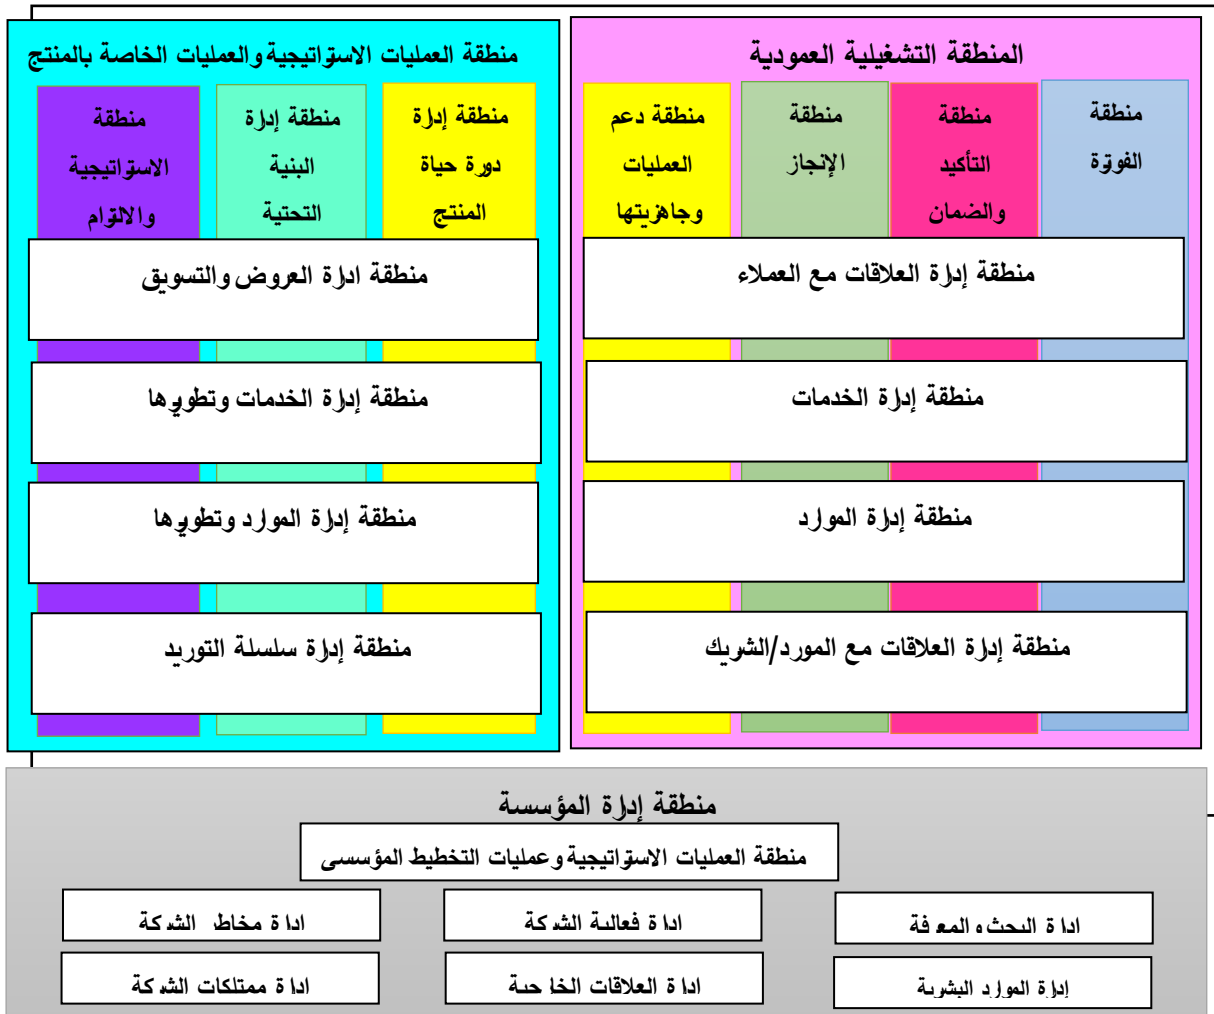 المنطقة التشغيلية العمودية
منطقة
الفوترة
منطقة
التأكيد
والضمان
منطقة
الإنجاز
منطقة دعم
العمليات
وجاهزيتها
منطقة إدارة العلاقات مع العملاء
منطقة إدارة الخدمات
منطقة إدارة الموارد
منطقة إدارة العلاقات مع المورد/الشريك
منطقة العمليات الاستراتيجية والعمليات الخاصة بالمنتج
منطقة إدارة
دورة حياة
المنتج
منطقة إدارة
البنية
التحتية
منطقة
الاستراتيجية
والالتزام
منطقة ادارة العروض والتسويق
منطقة إدارة الخدمات وتطويرها
منطقة إدارة الموارد وتطويرها
منطقة إدارة سلسلة التوريد
منطقة إدارة المؤسسة
منطقة العمليات الاستراتيجية وعمليات التخطيط المؤسسي
ادارة البحث والمعرفة
ادارة فعالية الشركة
ادارة مخاطر الشركة
إدارة الموارد البشرية
ادارة العلاقات الخارجية
ادارة ممتلكات الشركة